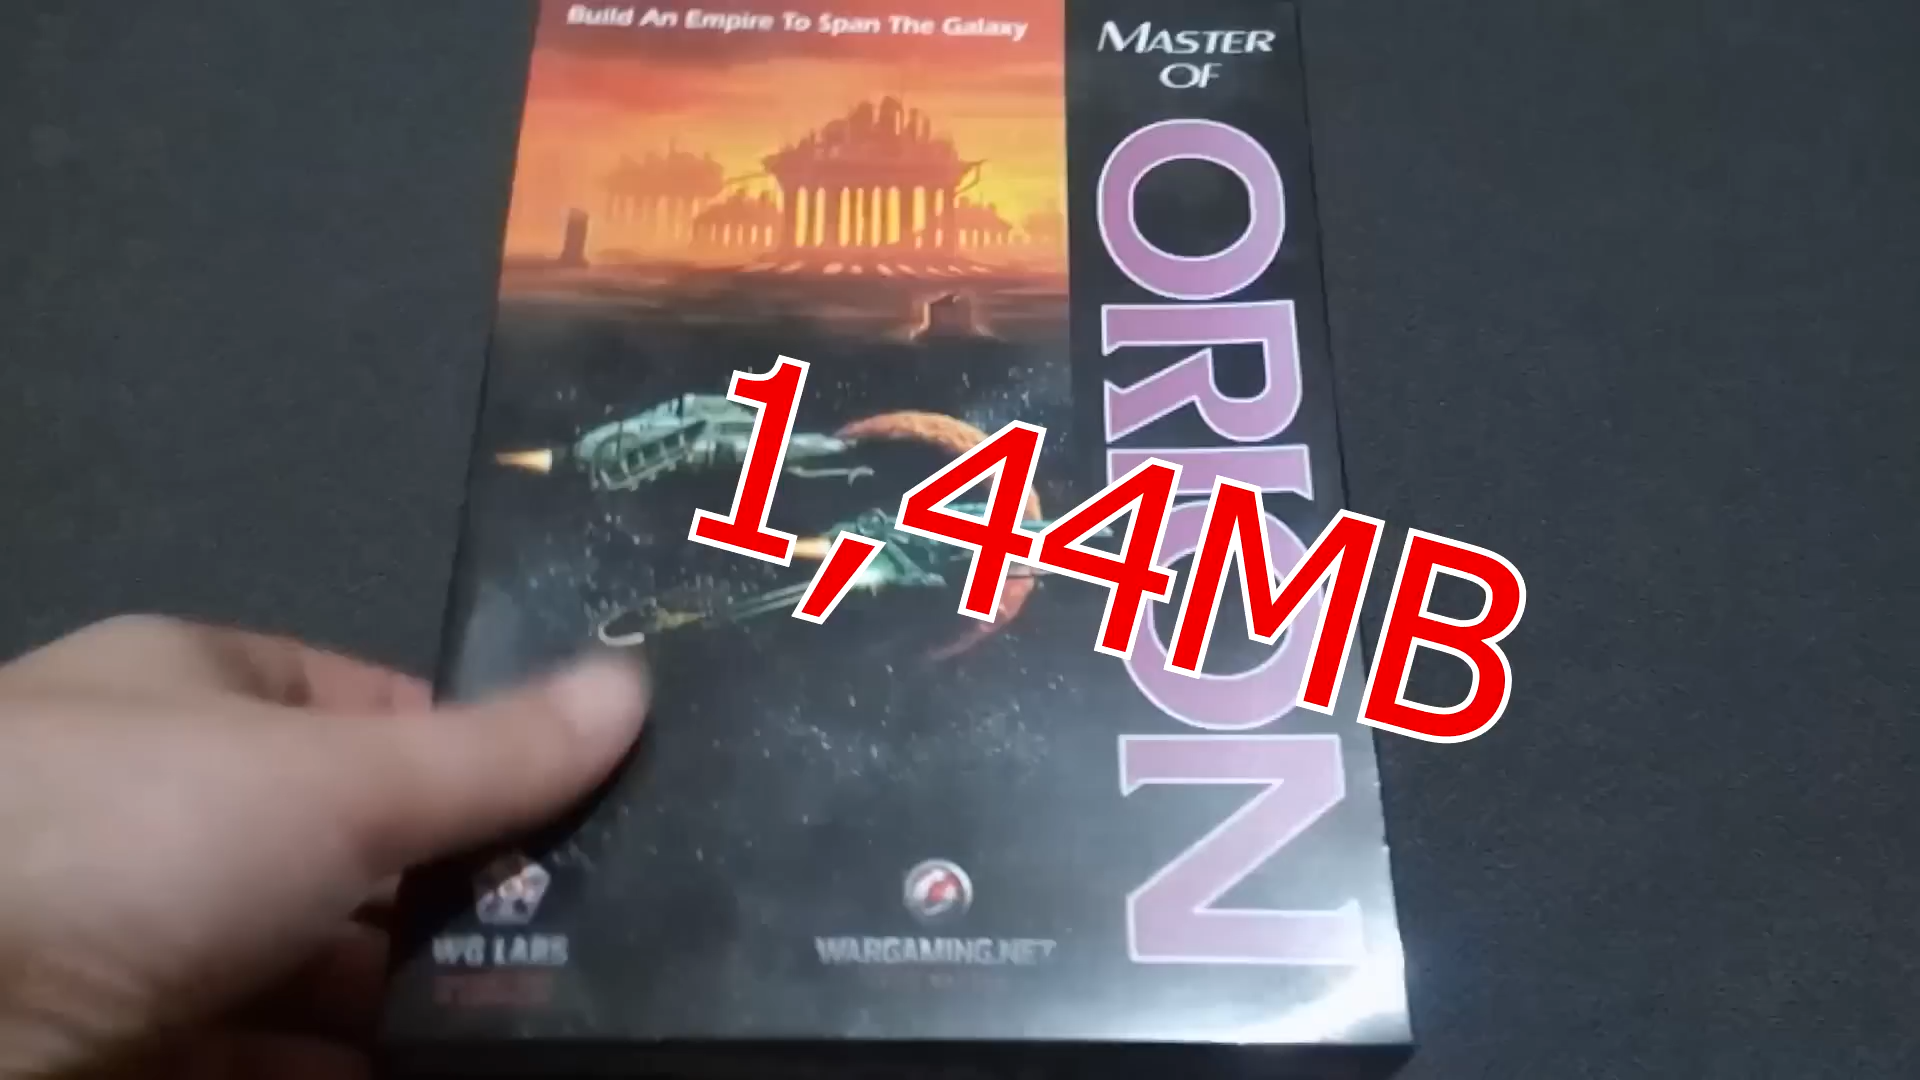 Build An Empire To Span The Galaxy
MASTER
OF
ORION
1,44MB
WG LABS
WARGAMING.NET